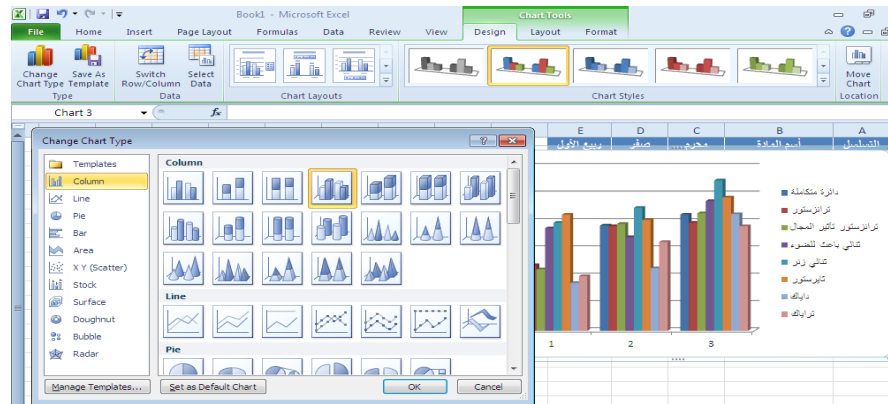 Book1 - Microsoft Excel
Chart Tools
File Home Insert Page Layout Formulas Data Review View Design Layout Format
Change Chart Type
Save As Template
Switch Row/Column
Select Data
Move Chart
Type Data Chart Layouts Chart Styles Location
Chart 3
fx
E D C B A
ربيع الأول صفر محرم.... أسم المادة التسلسل
Change Chart Type
Templates
Column
Line
Pie
Bar
Area
X Y (Scatter)
Stock
Surface
Doughnut
Bubble
Radar
Column
Line
Pie
Manage Templates...
Set as Default Chart
OK
Cancel
دائرة متكاملة
ترانزستور
ترانزستور تأثير المجال
ثنائي باعث للضوء
ثنائي زنر
تايرستور
داياك
ترايك
1 2 3